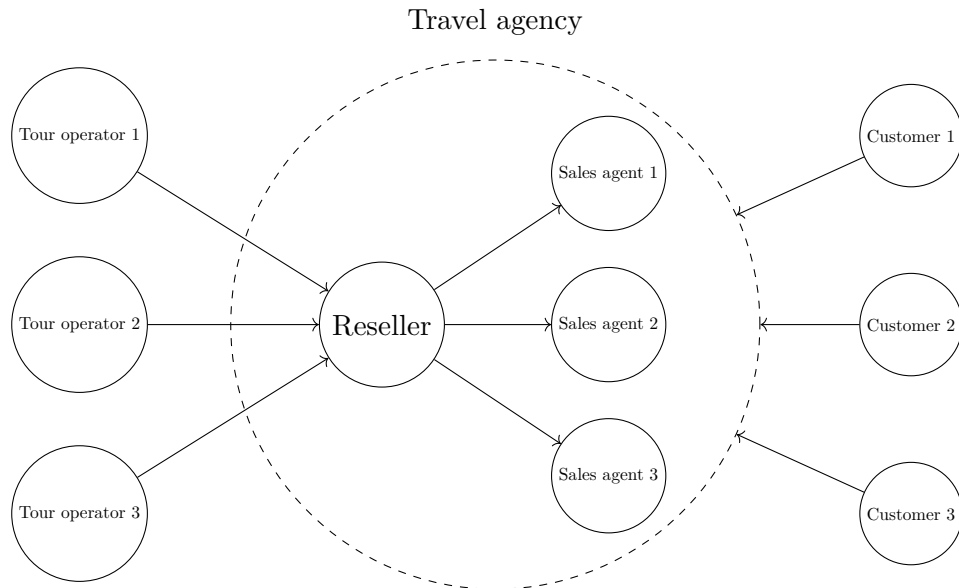 Travel agency
Tour operator 1
Sales agent 1
Customer 1
Tour operator 2
Reseller
Sales agent 2
Customer 2
Tour operator 3
Sales agent 3
Customer 3